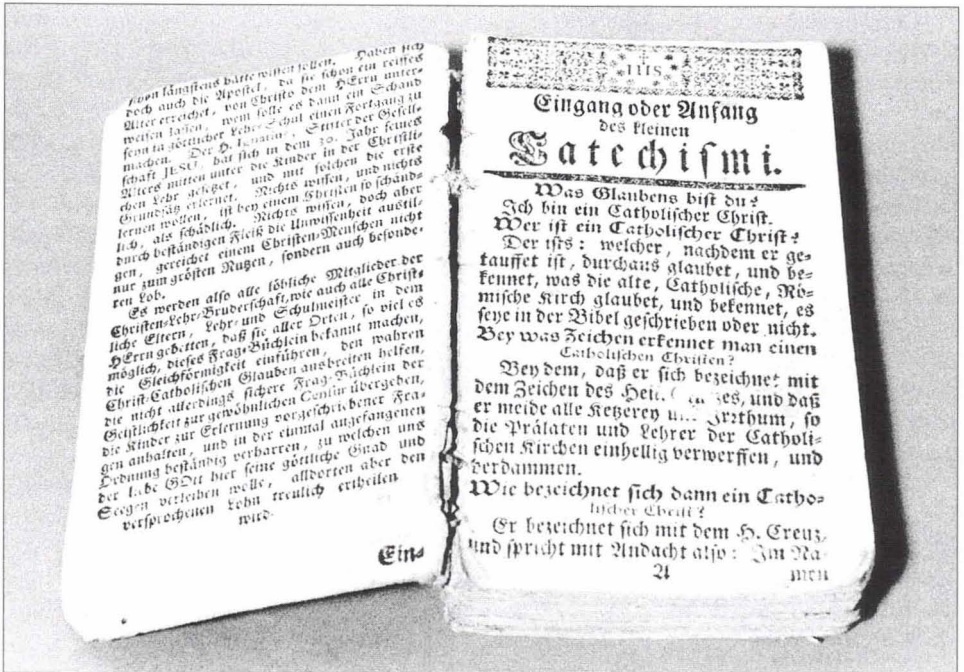 schon längstens hätte wissen sollen. Haben sich
doch auch die Apostel, da sie schon ein reiffes
Alter erreichet, von Christo dem HErrn unter-
weisen lassen, wem solle es dann ein Schand
seyn in göttlicher Lehr-Schul einen Fortgang zu
machen. Der H. Ignatius, Stifter der Gesell-
schaft JESU, hat sich in dem 30. Jahr seines
Alters mitten unter die Kinder in der Christli-
chen Lehr gesetzet, und mit solchen die erste
Grundsätz erlernet. Nichts wissen, und nichts
lernen wollen, ist bey einem Christen so schänd-
lich, als schädlich. Nichts wissen, doch aber
durch beständigen Fleiß die Unwissenheit austil-
gen, gereichet einem Christen-Menschen nicht
nur zum grösten Nutzen, sondern auch besonde-
ren Lob.
Es werden also alle löbliche Mitglieder der
Christen-Lehr-Bruderschaft, wie auch alle Christ-
liche Eltern, Lehr- und Schulmeister in dem
HErrn gebetten, daß sie aller Orten, so viel es
möglich, dieses Frag-Büchlein bekannt machen,
die Gleichförmigkeit einführen, den wahren
Christ-Catholischen Glauben ausbreiten helfen,
die nicht allerdings sichere Frag-Büchlein der
Geistlichkeit zur gewöhnlichen Censur übergeben,
die Kinder zur Erlernung vorgeschriebener Fra-
gen anhalten, und in der einmal angefangenen
Ordnung beständig verharren, zu welchen uns
der liebe GOtt hier seine göttliche Gnad und
Seegen verleihen wolle, alldorten aber den
versprochenen Lohn treulich ertheilen
wird.
Ein-
IHS
Eingang oder Anfang
des kleinen
Catechismi.
Was Glaubens bist du?
Ich bin ein Catholischer Christ.
Wer ist ein Catholischer Christ?
Der ists: welcher, nachdem er ge-
tauffet ist, durchaus glaubet, und be-
kennet, was die alte, Catholische, Rö-
mische Kirch glaubet, und bekennet, es
seye in der Bibel geschrieben oder nicht.
Bey was Zeichen erkennet man einen
Catholischen Christen?
Bey dem, daß er sich bezeichnet mit
dem Zeichen des Heil. und daß
er meide alle Ketzerey Irrthum, so
die Prälaten und Lehrer der Catholi-
schen Kirchen einhellig verwerffen, und
verdammen.
Wie bezeichnet sich dann ein Catho-
lischer Christ?
Er bezeichnet sich mit dem H. Creuz,
und spricht mit Andacht also: Im Na-
A men